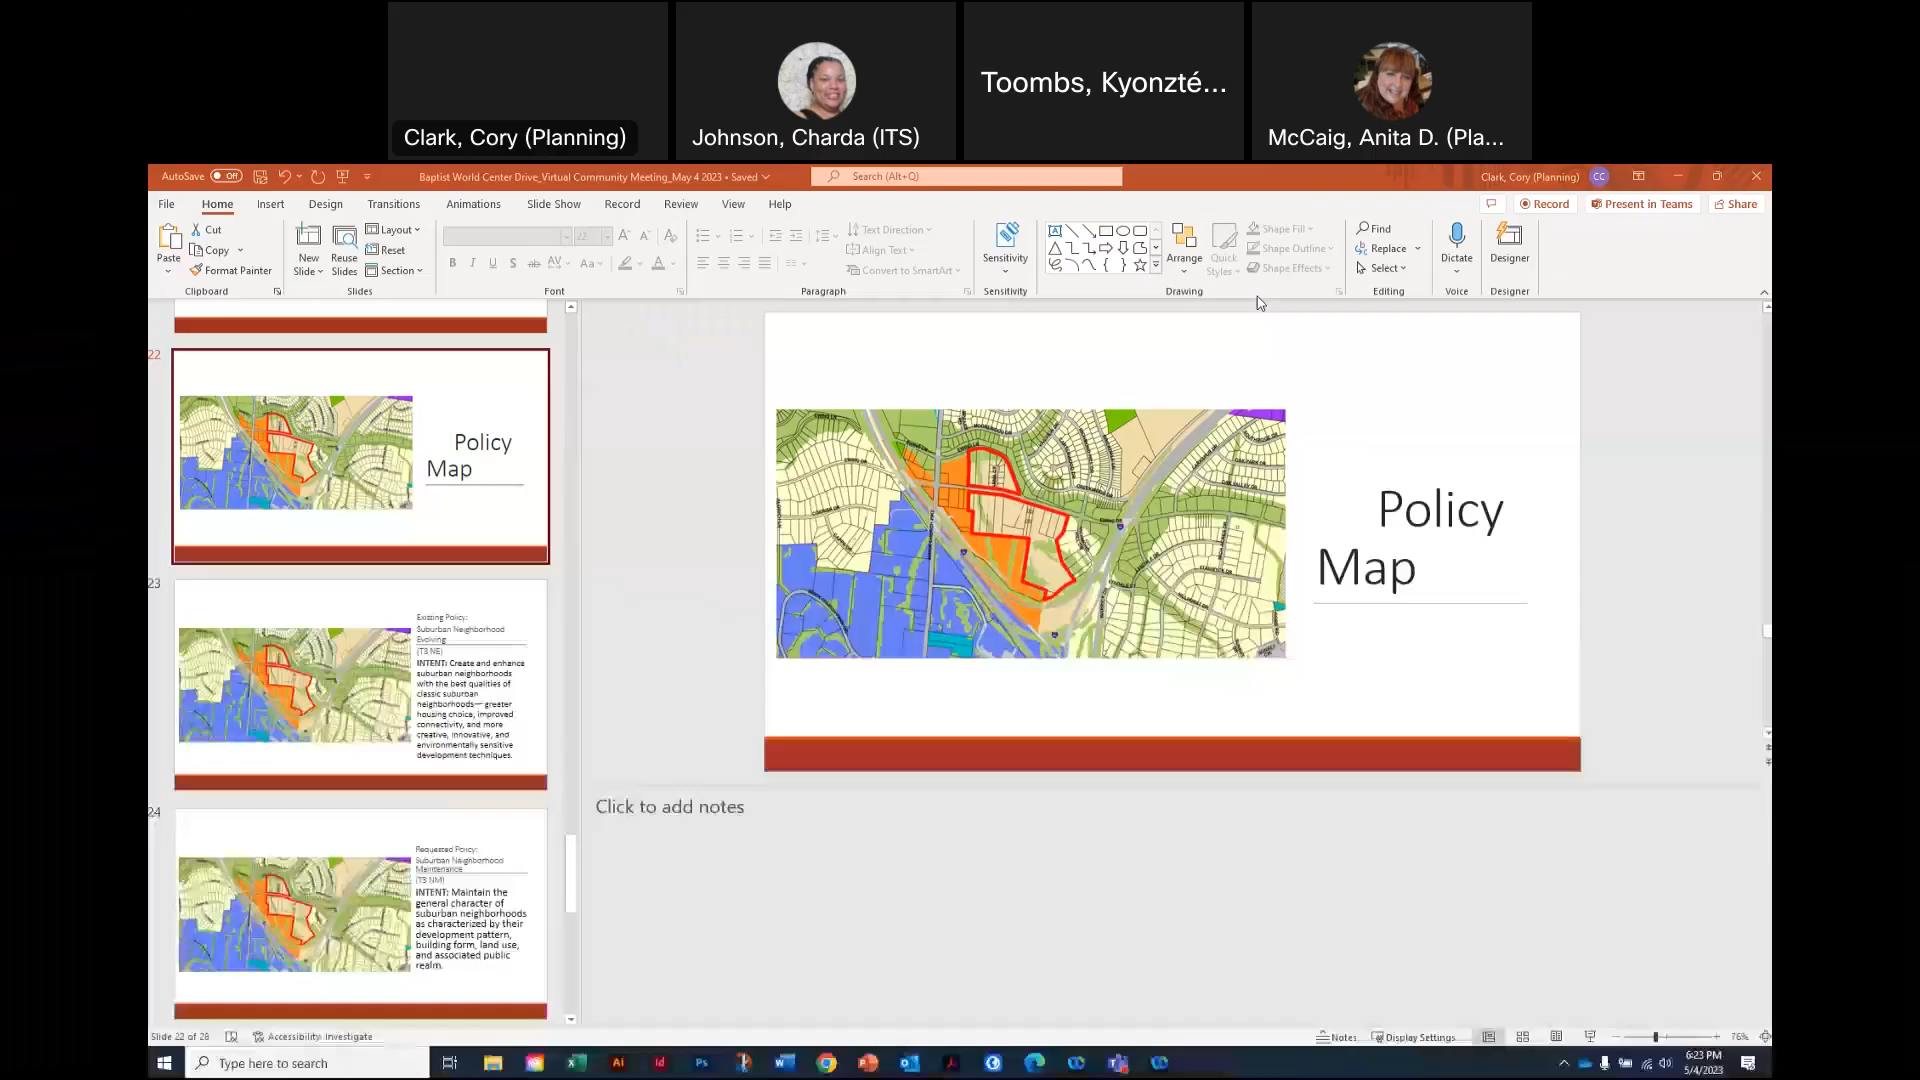 Toombs, Kyonzté...
Clark, Cory (Planning)
Johnson, Charda (ITS)
McCaig, Anita D. (Pla...
AutoSave
Off
Baptist World Center Drive_Virtual Community Meeting_May 4 2023 • Saved
Search (Alt+Q)
Clark, Cory (Planning)
CC
File
Home
Insert
Design
Transitions
Animations
Slide Show
Record
Review
View
Help
Record
Present in Teams
Share
Paste
Cut
Copy
Format Painter
Clipboard
New
Slide
Reuse
Slides
Layout
Reset
Section
Slides
Font
Text Direction
Align Text
Convert to SmartArt
Paragraph
Sensitivity
Sensitivity
Arrange
Quick
Styles
Shape Fill
Shape Outline
Shape Effects
Drawing
Find
Replace
Select
Editing
Dictate
Voice
Designer
Designer
22
Policy
Map
23
Existing Policy:
Suburban Neighborhood
Evolving
(T3 NE)
INTENT: Create and enhance
suburban neighborhoods
with the best qualities of
classic suburban
neighborhoods— greater
housing choice, improved
connectivity, and more
creative, innovative, and
environmentally sensitive
development techniques.
24
Requested Policy:
Suburban Neighborhood
Maintenance
(T3 NM)
INTENT: Maintain the
general character of
suburban neighborhoods
as characterized by their
development pattern,
building form, land use,
and associated public
realm.
Policy
Map
Click to add notes
Slide 22 of 28
Accessibility: Investigate
Notes
Display Settings
76%
Type here to search
6:23 PM
5/4/2023